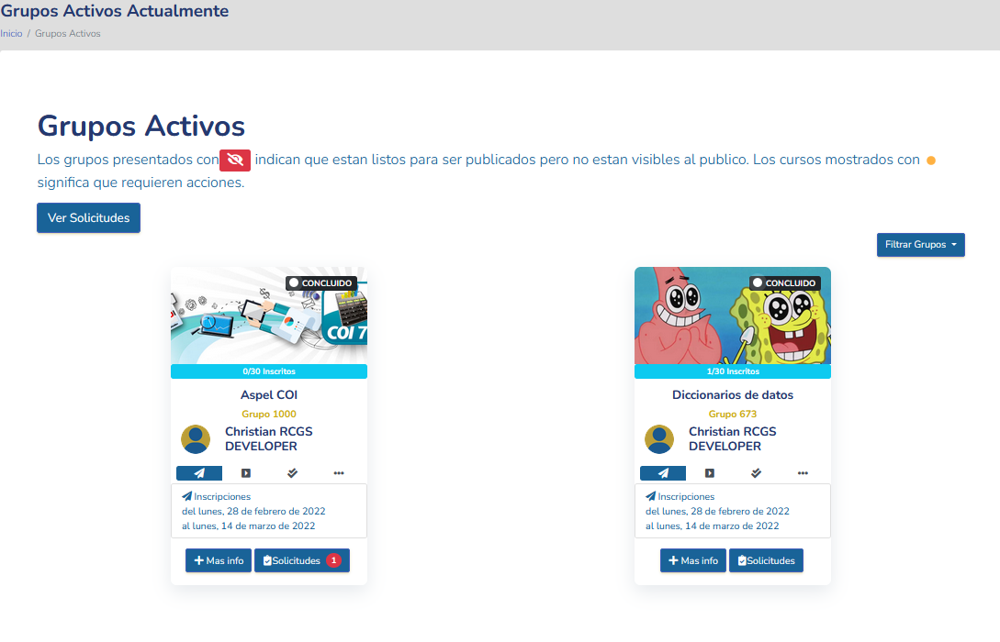 Grupos Activos Actualmente
Inicio / Grupos Activos
Grupos Activos
Los grupos presentados con indican que estan listos para ser publicados pero no estan visibles al publico. Los cursos mostrados con
significa que requieren acciones.
Ver Solicitudes
Filtrar Grupos
CONCLUIDO
COI 7
0/30 Inscritos
Aspel COI
Grupo 1000
Christian RCGS
DEVELOPER
Inscripciones
del lunes, 28 de febrero de 2022
al lunes, 14 de marzo de 2022
Mas info
Solicitudes 1
CONCLUIDO
1/30 Inscritos
Diccionarios de datos
Grupo 673
Christian RCGS
DEVELOPER
Inscripciones
del lunes, 28 de febrero de 2022
al lunes, 14 de marzo de 2022
Mas info
Solicitudes